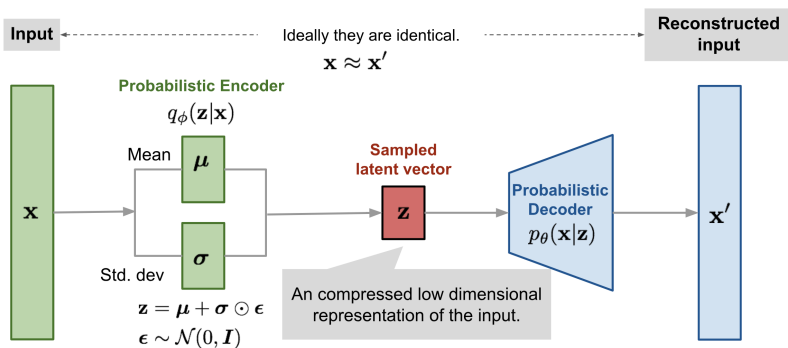 Input
Ideally they are identical.
x ≈ x′
Reconstructed
input
Probabilistic Encoder
qϕ(z|x)
Mean
μ
x
σ
Std. dev
z = μ + σ ⊙ ϵ
ϵ ∼ 𝒩(0, I)
Sampled
latent vector
z
An compressed low dimensional
representation of the input.
Probabilistic
Decoder
pθ(x|z)
x′